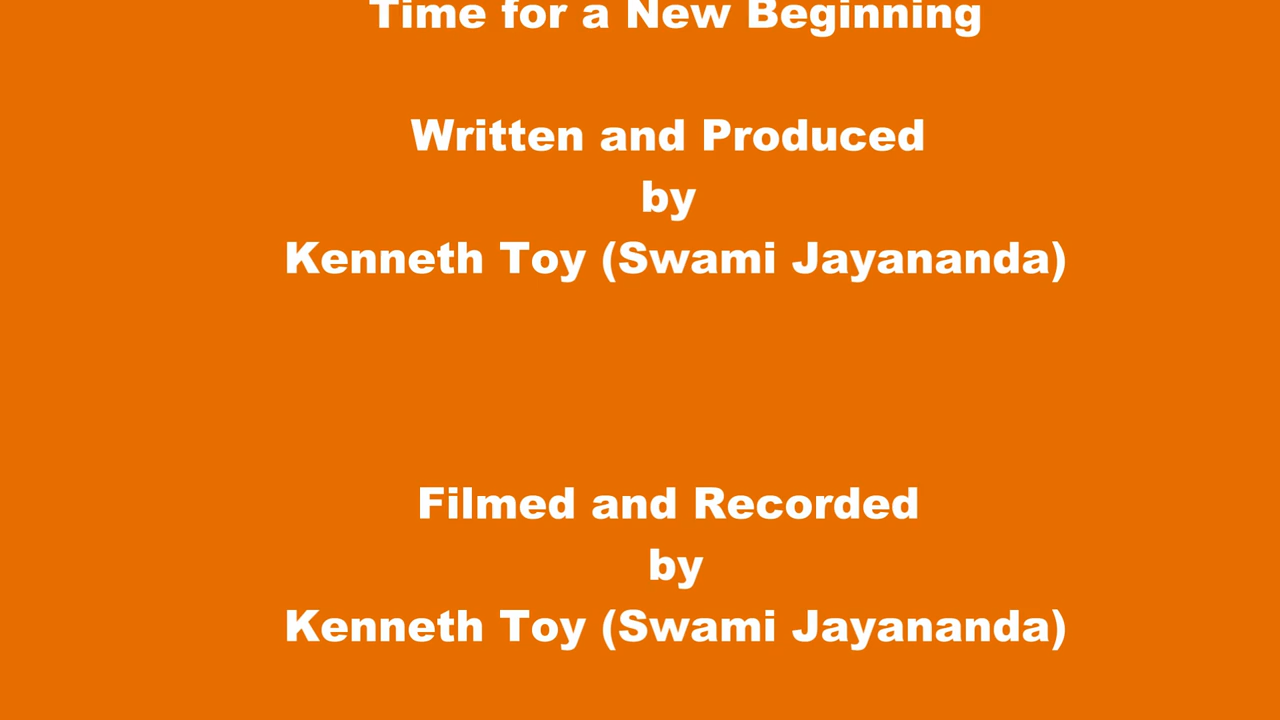 Time for a New Beginning
Written and Produced
by
Kenneth Toy (Swami Jayananda)
Filmed and Recorded
by
Kenneth Toy (Swami Jayananda)